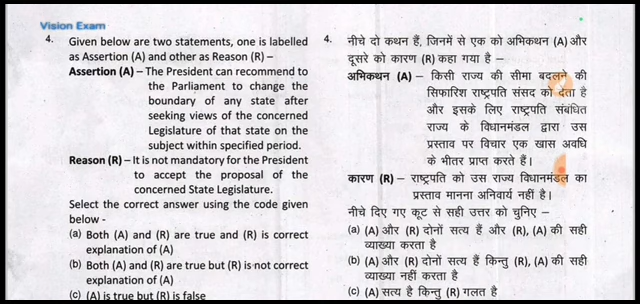 Vision Exam
4. Given below are two statements, one is labelled
as Assertion (A) and other as Reason (R) –
Assertion (A) – The President can recommend to
the Parliament to change the
boundary of any state after
seeking views of the concerned
Legislature of that state on the
subject within specified period.
Reason (R) – It is not mandatory for the President
to accept the proposal of the
concerned State Legislature.
Select the correct answer using the code given
below -
(a) Both (A) and (R) are true and (R) is correct
explanation of (A)
(b) Both (A) and (R) are true but (R) is not correct
explanation of (A)
(c) (A) is true but (R) is false
4. नीचे दो कथन हैं, जिनमें से एक को अभिकथन (A) और
दूसरे को कारण (R) कहा गया है –
अभिकथन (A) – किसी राज्य की सीमा बदलने की
सिफारिश राष्ट्रपति संसद को देता है
और इसके लिए राष्ट्रपति संबंधित
राज्य के विधानमंडल द्वारा उस
प्रस्ताव पर विचार एक खास अवधि
के भीतर प्राप्त करते हैं।
कारण (R) – राष्ट्रपति को उस राज्य विधानमंडल का
प्रस्ताव मानना अनिवार्य नहीं है।
नीचे दिए गए कूट से सही उत्तर को चुनिए –
(a) (A) और (R) दोनों सत्य हैं और (R), (A) की सही
व्याख्या करता है
(b) (A) और (R) दोनों सत्य हैं किन्तु (R), (A) की सही
व्याख्या नहीं करता है
(c) (A) सत्य है किन्तु (R) गलत है